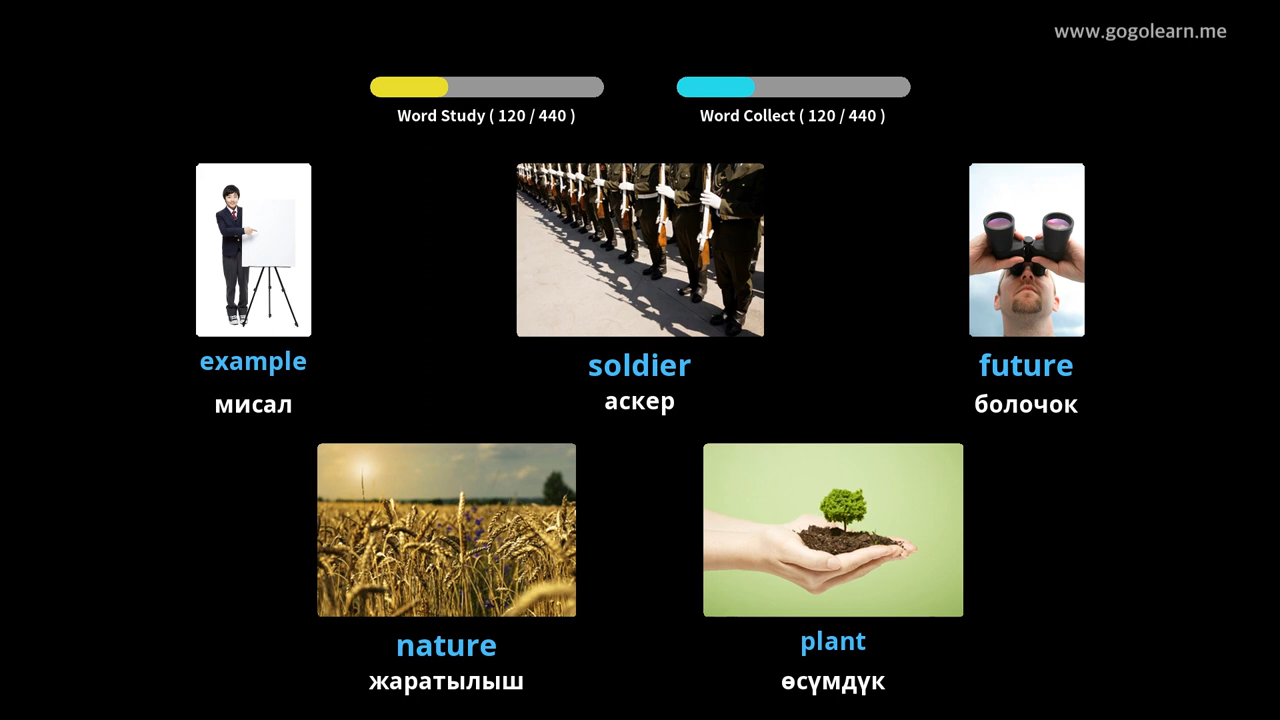 www.gogolearn.me
Word Study ( 120 / 440 )
Word Collect ( 120 / 440 )
example
мисал
soldier
аскер
future
болочок
nature
жаратылыш
plant
өсүмдүк